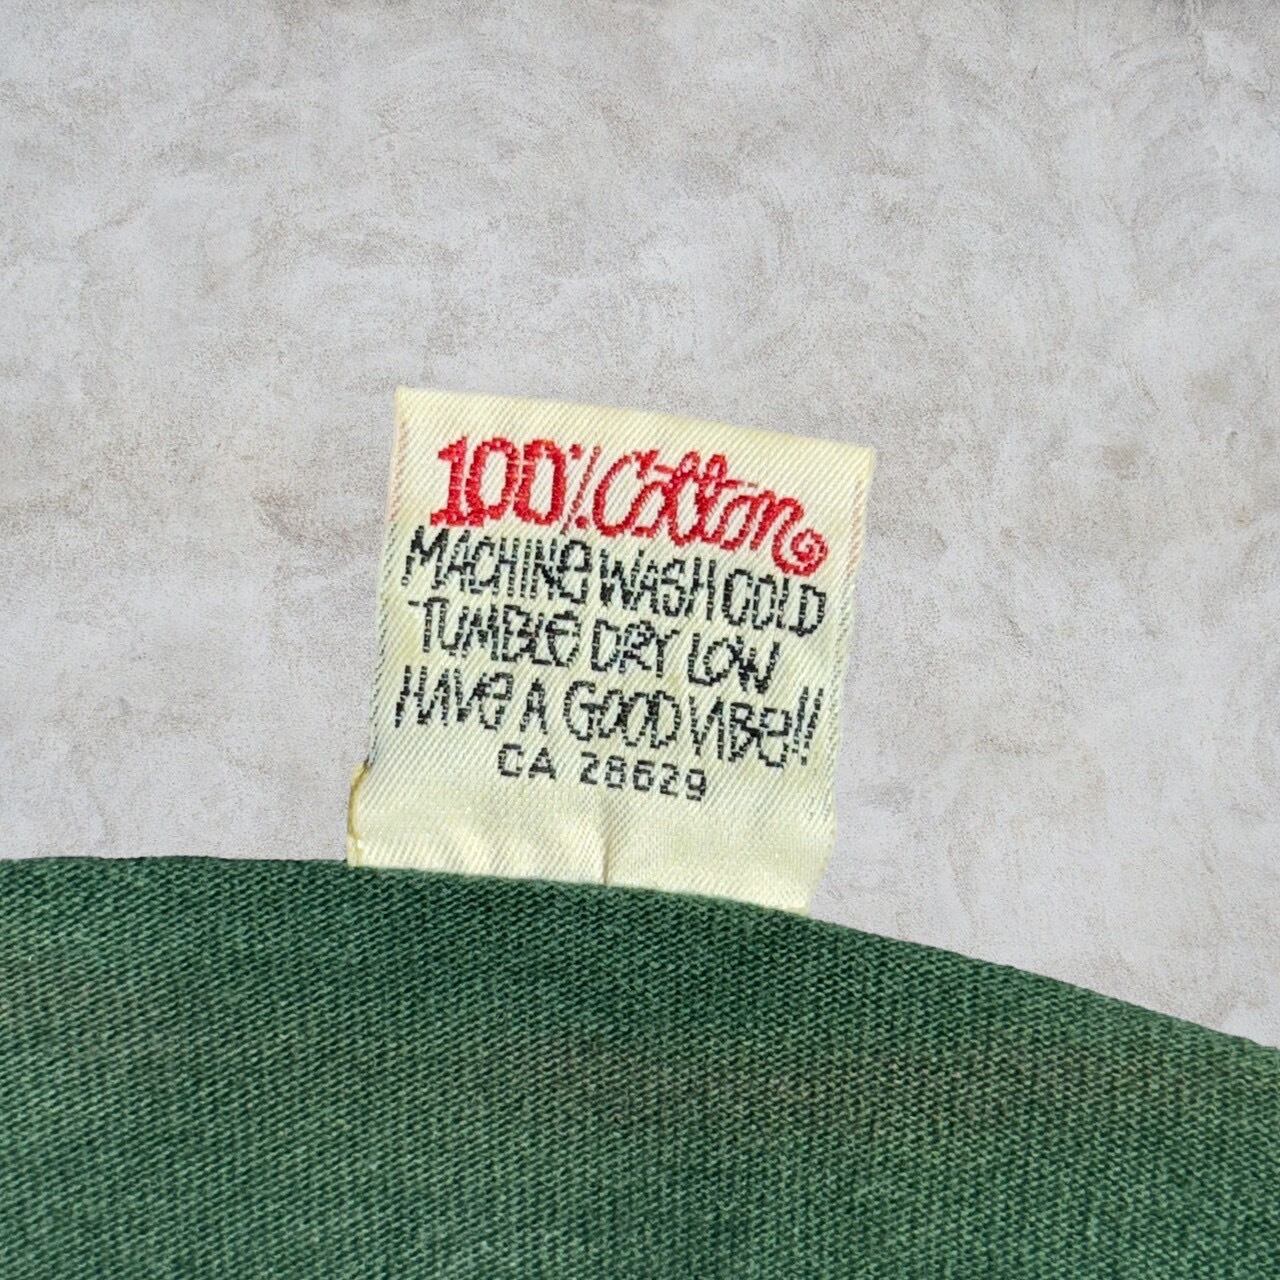 100% Cotton
MACHINE WASH COLD
TUMBLE DRY LOW
HAVE A GOOD VIBE!!
CA 28629